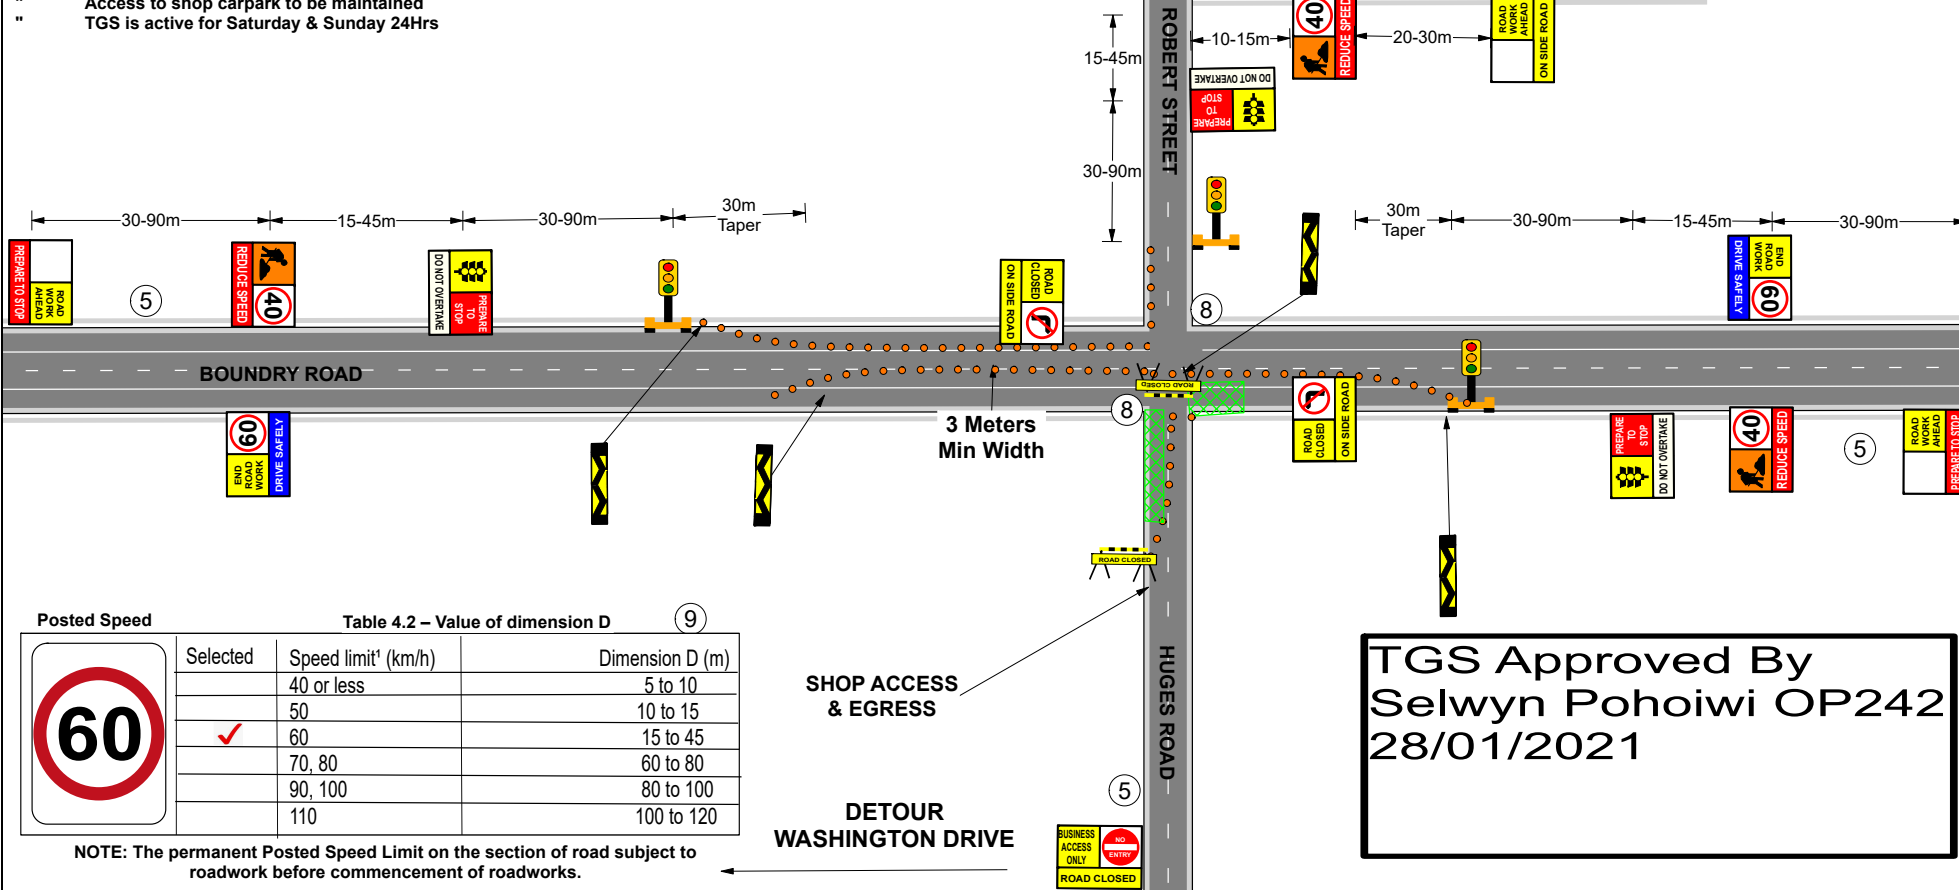 " Access to shop carpark to be maintained
" TGS is active for Saturday & Sunday 24Hrs
ROBERT STREET
15-45m
30-90m
10-15m
20-30m
40
REDUCE SPEED
ROAD WORK AHEAD
ON SIDE ROAD
DO NOT OVERTAKE
PREPARE TO STOP
30-90m
15-45m
30-90m
30m
Taper
30m
Taper
30-90m
15-45m
30-90m
PREPARE TO STOP
ROAD WORK AHEAD
5
REDUCE SPEED
40
DO NOT OVERTAKE
PREPARE TO STOP
ON SIDE ROAD
ROAD CLOSED
8
DRIVE SAFELY
END ROAD WORK
60
BOUNDRY ROAD
ROAD CLOSED
8
3 Meters
Min Width
60
END ROAD WORK
DRIVE SAFELY
ROAD CLOSED
ON SIDE ROAD
PREPARE TO STOP
DO NOT OVERTAKE
40
REDUCE SPEED
5
ROAD WORK AHEAD
PREPARE TO STOP
ROAD CLOSED
HUGES ROAD
SHOP ACCESS
& EGRESS
Posted Speed
60
Table 4.2 – Value of dimension D
9
Selected Speed limit¹ (km/h) Dimension D (m)
40 or less 5 to 10
50 10 to 15
✓ 60 15 to 45
70, 80 60 to 80
90, 100 80 to 100
110 100 to 120
NOTE: The permanent Posted Speed Limit on the section of road subject to
roadwork before commencement of roadworks.
DETOUR
WASHINGTON DRIVE
5
BUSINESS
ACCESS
ONLY
NO
ENTRY
ROAD CLOSED
TGS Approved By
Selwyn Pohoiwi OP242
28/01/2021